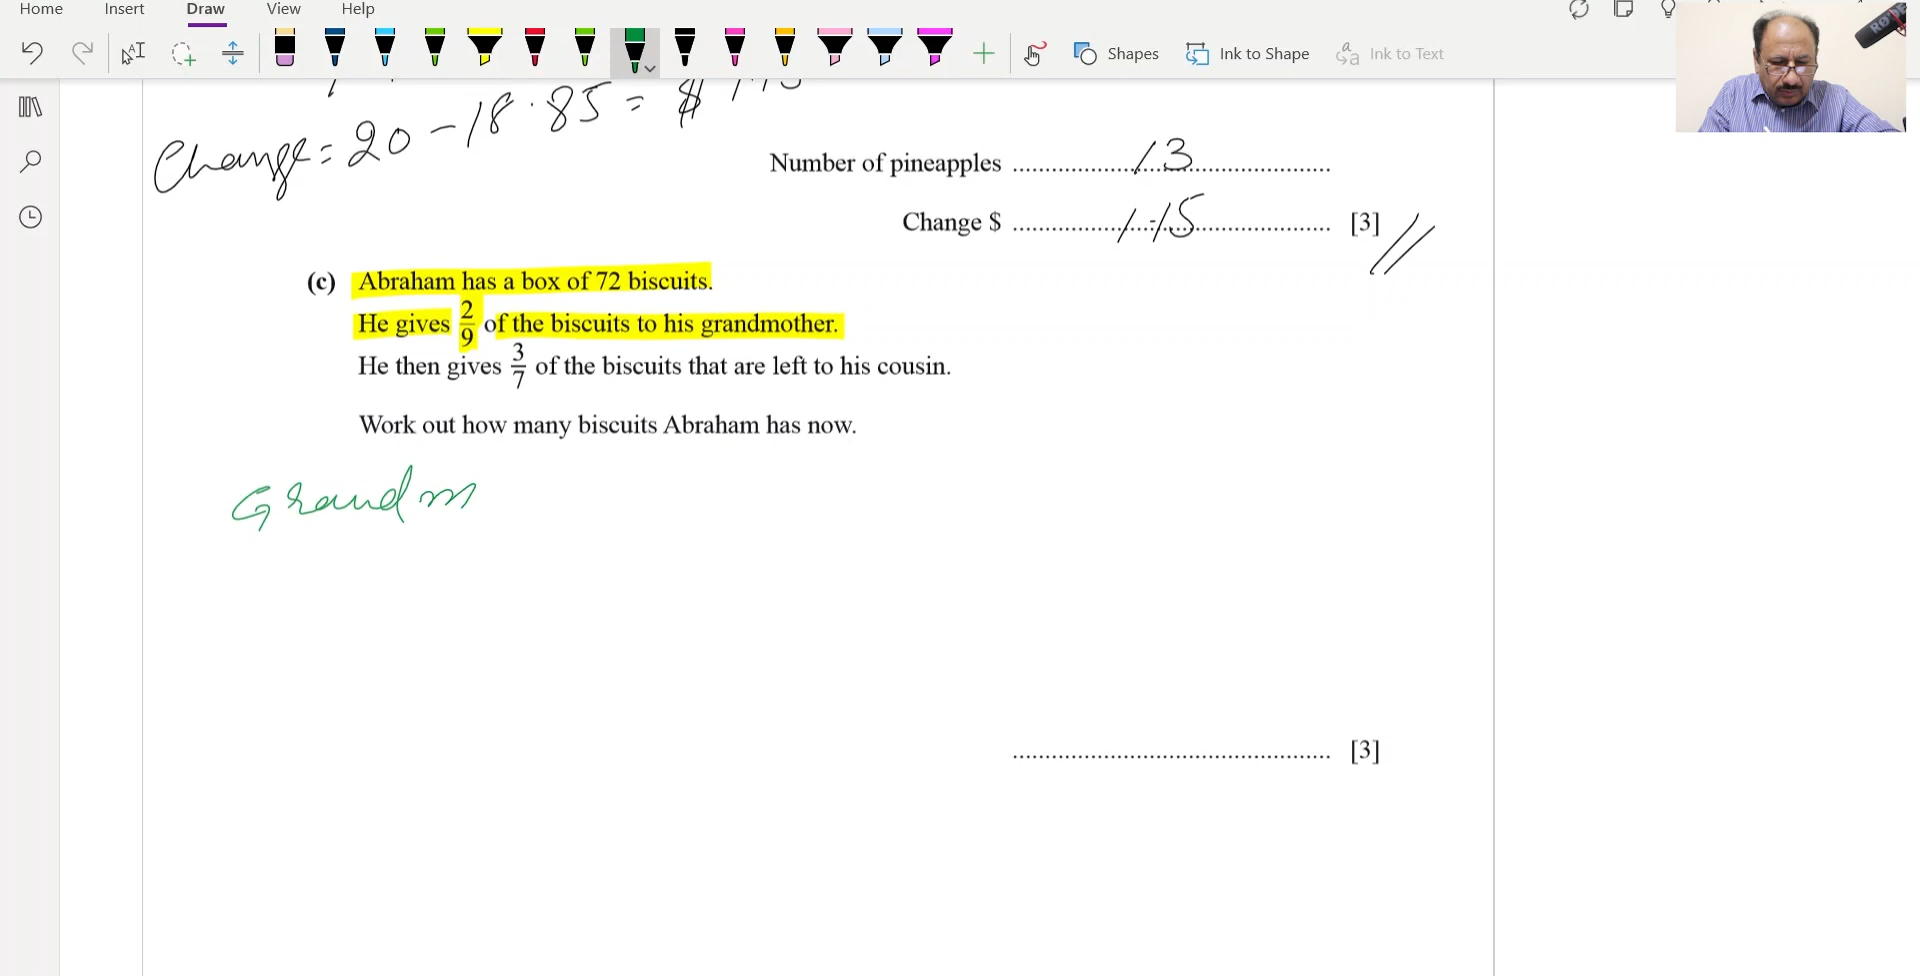 Home Insert Draw View Help
Shapes Ink to Shape Ink to Text
Change = 20 - 18.85 = $
Number of pineapples ........ 13 ........
Change $ ........ 1.15 ........ [3]
(c) Abraham has a box of 72 biscuits.
He gives 2/9 of the biscuits to his grandmother.
He then gives 3/7 of the biscuits that are left to his cousin.
Work out how many biscuits Abraham has now.
Grandm
........ [3]